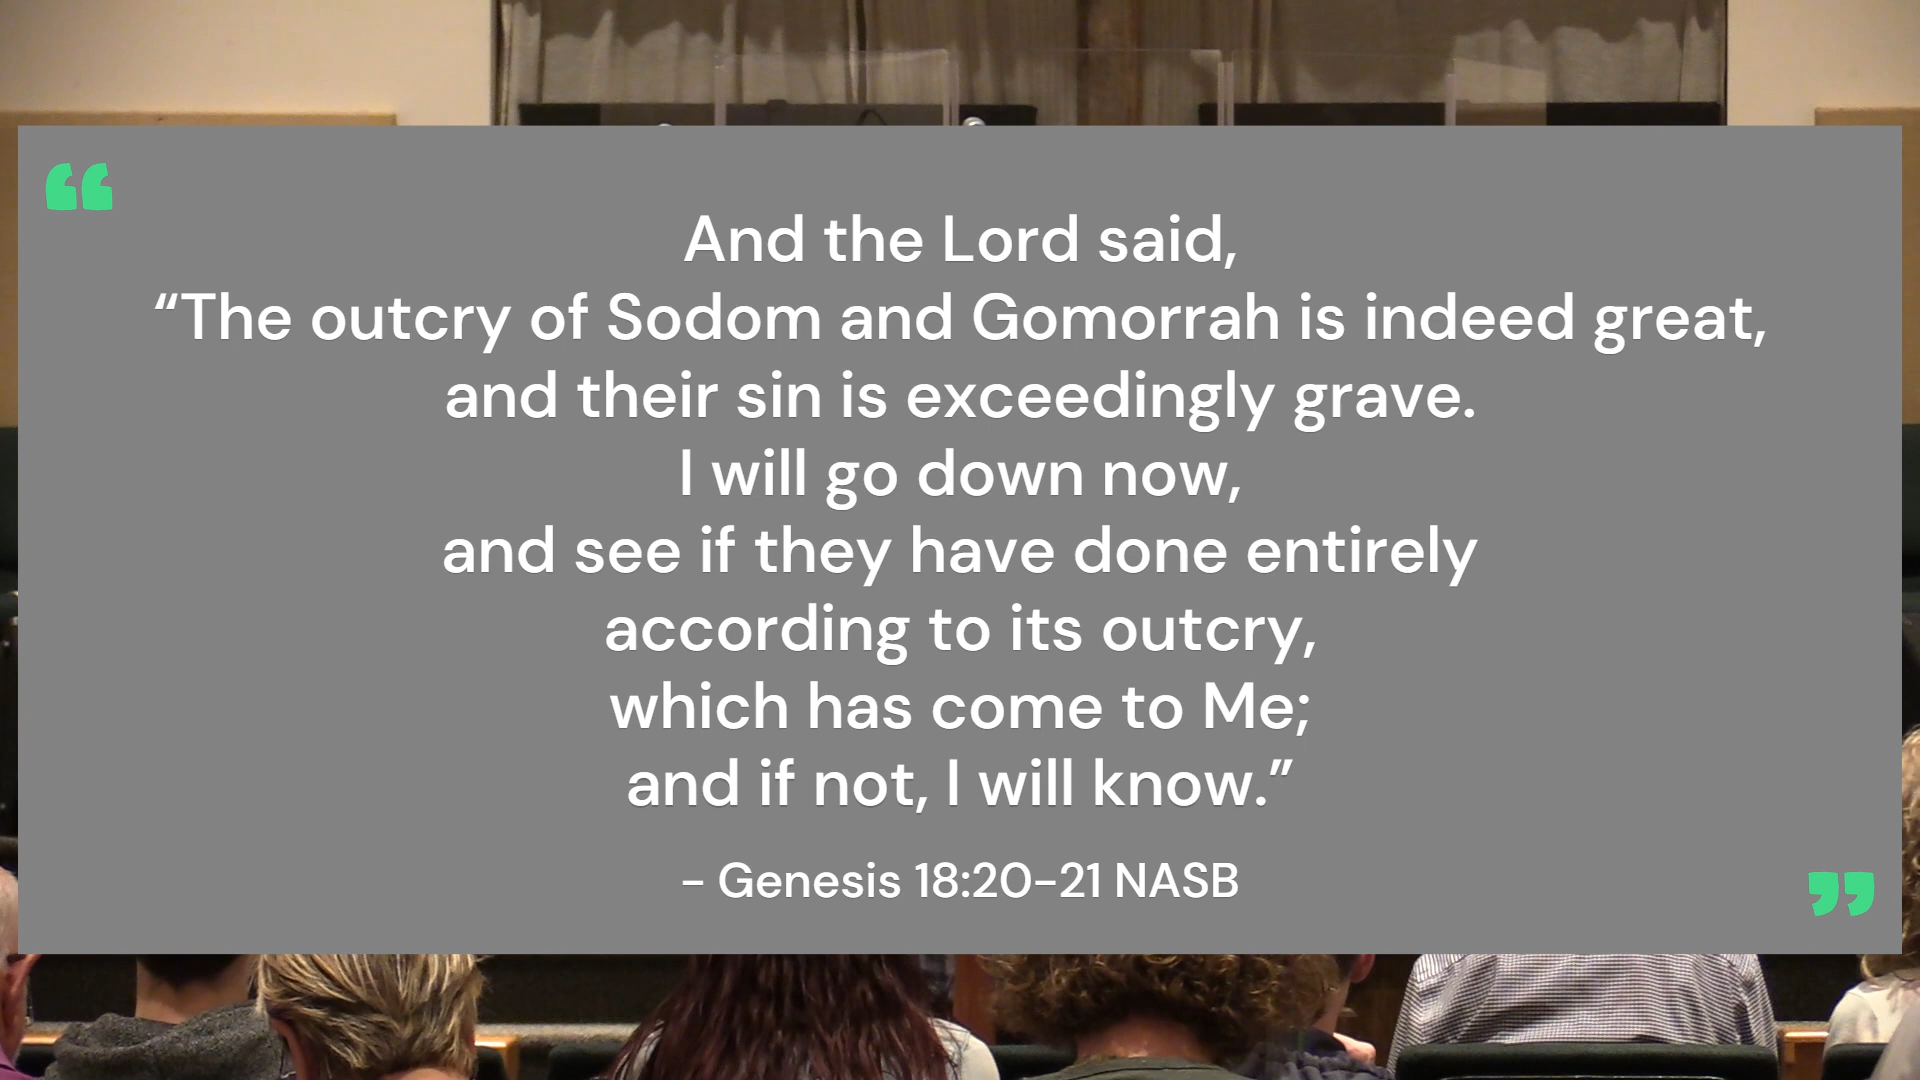 “
And the Lord said,
“The outcry of Sodom and Gomorrah is indeed great,
and their sin is exceedingly grave.
I will go down now,
and see if they have done entirely
according to its outcry,
which has come to Me;
and if not, I will know.”
– Genesis 18:20–21 NASB
”